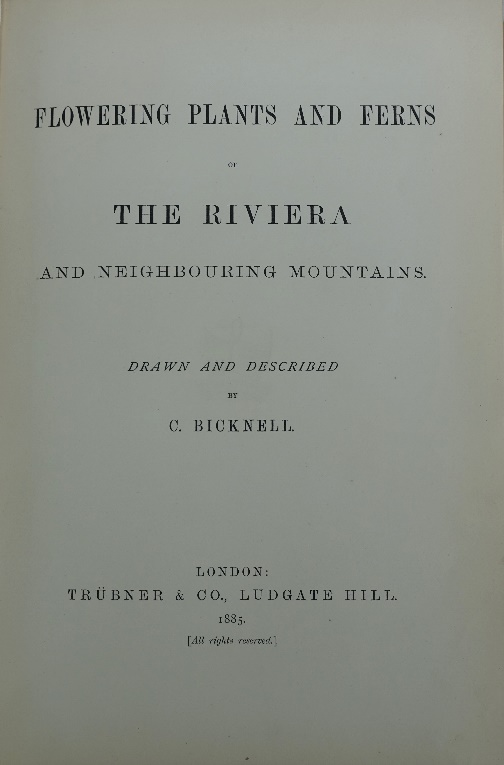 FLOWERING PLANTS AND FERNS
OF
THE RIVIERA
AND NEIGHBOURING MOUNTAINS.
DRAWN AND DESCRIBED
BY
C. BICKNELL.
LONDON:
TRÜBNER & CO., LUDGATE HILL.
1885.
[All rights reserved.]